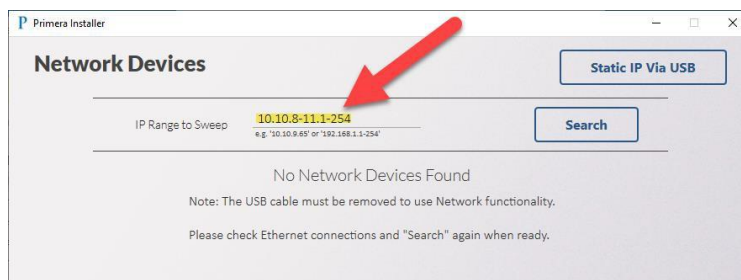 P Primera Installer
Network Devices
Static IP Via USB
IP Range to Sweep
10.10.8-11.1-254
Search
e.g. '10.10.9.65' or '192.168.1.1-254'
No Network Devices Found
Note: The USB cable must be removed to use Network functionality.
Please check Ethernet connections and "Search" again when ready.